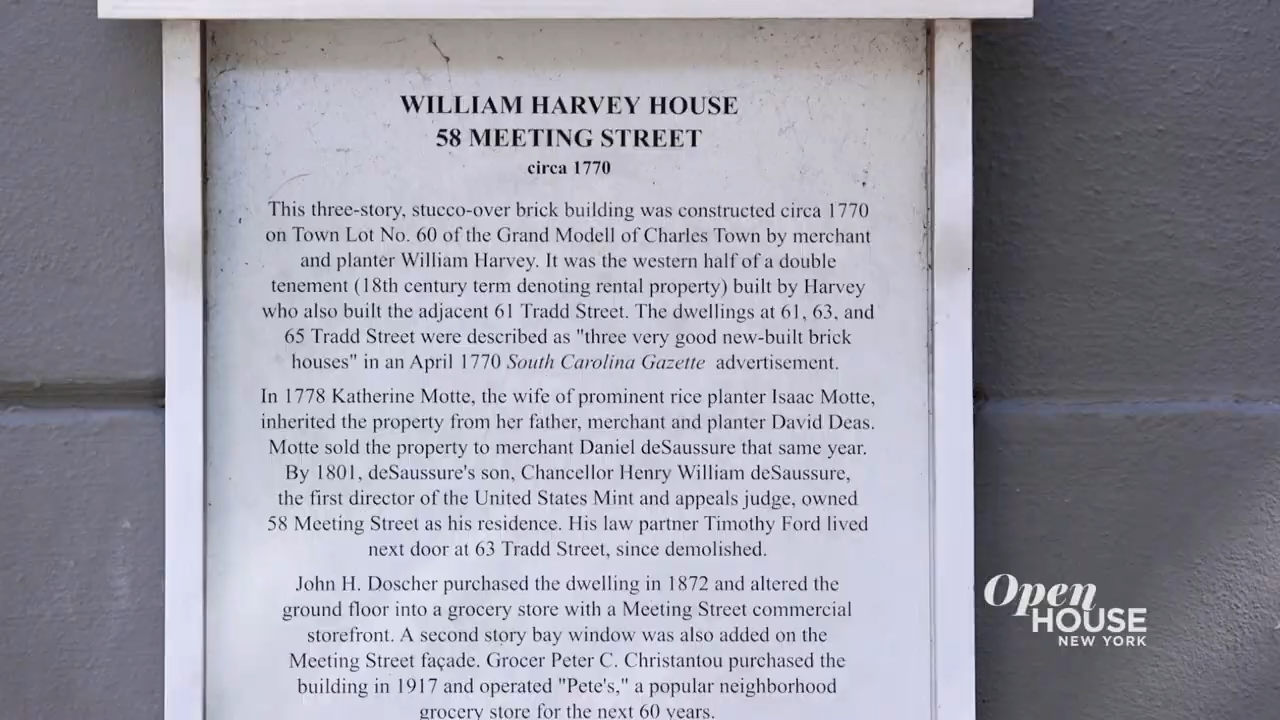 WILLIAM HARVEY HOUSE
58 MEETING STREET
circa 1770
This three-story, stucco-over brick building was constructed circa 1770
on Town Lot No. 60 of the Grand Modell of Charles Town by merchant
and planter William Harvey. It was the western half of a double
tenement (18th century term denoting rental property) built by Harvey
who also built the adjacent 61 Tradd Street. The dwellings at 61, 63, and
65 Tradd Street were described as "three very good new-built brick
houses" in an April 1770 South Carolina Gazette advertisement.
In 1778 Katherine Motte, the wife of prominent rice planter Isaac Motte,
inherited the property from her father, merchant and planter David Deas.
Motte sold the property to merchant Daniel deSaussure that same year.
By 1801, deSaussure's son, Chancellor Henry William deSaussure,
the first director of the United States Mint and appeals judge, owned
58 Meeting Street as his residence. His law partner Timothy Ford lived
next door at 63 Tradd Street, since demolished.
John H. Doscher purchased the dwelling in 1872 and altered the
ground floor into a grocery store with a Meeting Street commercial
storefront. A second story bay window was also added on the
Meeting Street façade. Grocer Peter C. Christantou purchased the
building in 1917 and operated "Pete's," a popular neighborhood
grocery store for the next 60 years.
Open
HOUSE
NEW YORK